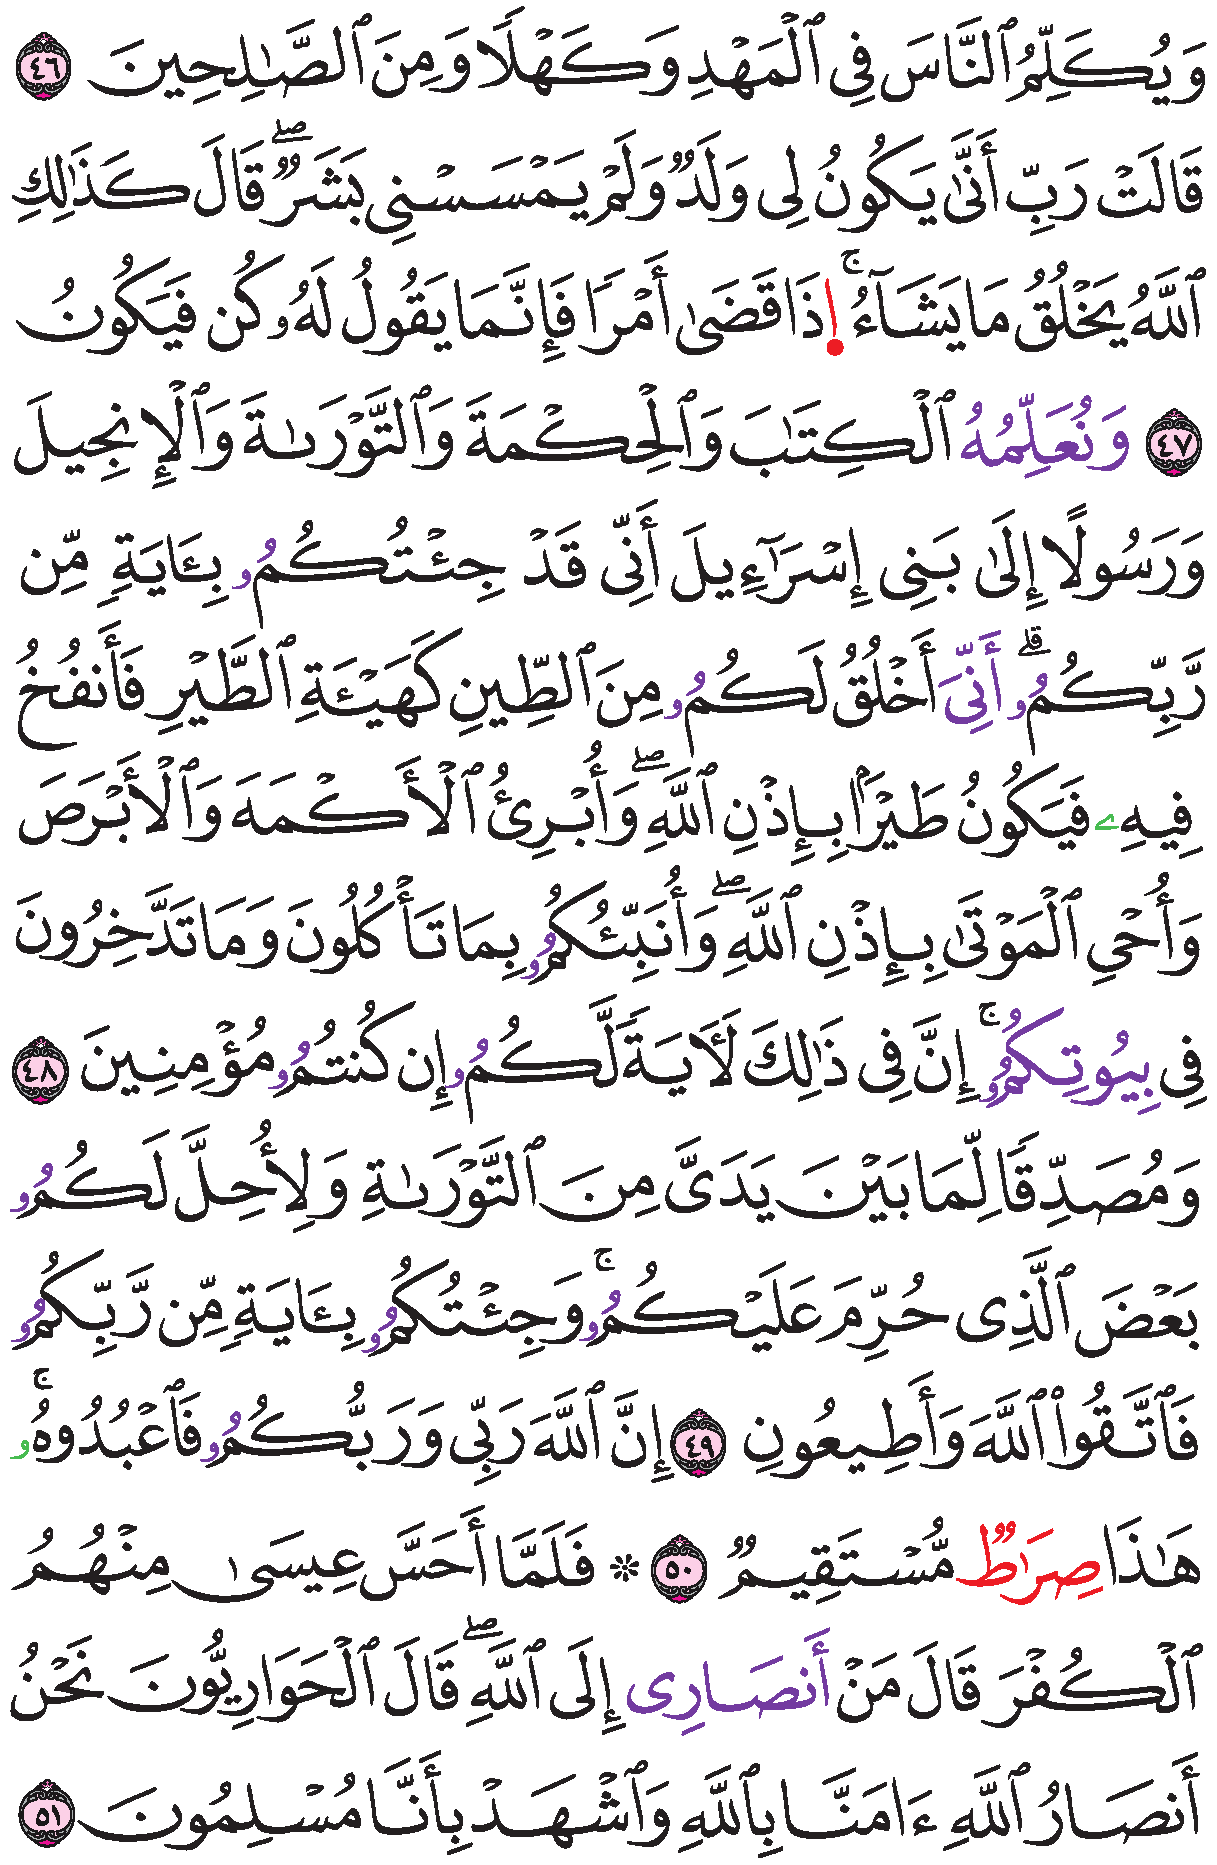 وَيُكَلِّمُ ٱلنَّاسَ فِي ٱلۡمَهۡدِ وَكَهۡلًا وَمِنَ ٱلصَّٰلِحِينَ ٤٦
قَالَتۡ رَبِّ أَنَّىٰ يَكُونُ لِي وَلَدٞ وَلَمۡ يَمۡسَسۡنِي بَشَرٞۖ قَالَ كَذَٰلِكِ
ٱللَّهُ يَخۡلُقُ مَا يَشَآءُۚ إِذَا قَضَىٰٓ أَمۡرٗا فَإِنَّمَا يَقُولُ لَهُۥ كُن فَيَكُونُ
٤٧ وَنُعَلِّمُهُ ٱلۡكِتَٰبَ وَٱلۡحِكۡمَةَ وَٱلتَّوۡرَىٰةَ وَٱلۡإِنجِيلَ
وَرَسُولًا إِلَىٰ بَنِي إِسۡرَٰٓءِيلَ أَنِّي قَدۡ جِئۡتُكُمُۥ بِـَٔايَةٖ مِّن
رَّبِّكُمُۥۗ أَنِّيَ أَخۡلُقُ لَكُمُۥ مِنَ ٱلطِّينِ كَهَيۡـَٔةِ ٱلطَّيۡرِ فَأَنفُخُ
فِيهِۦ فَيَكُونُ طَيۡرَۢا بِإِذۡنِ ٱللَّهِۖ وَأُبۡرِئُ ٱلۡأَكۡمَهَ وَٱلۡأَبۡرَصَ
وَأُحۡيِ ٱلۡمَوۡتَىٰ بِإِذۡنِ ٱللَّهِۖ وَأُنَبِّئُكُمُۥ بِمَا تَأۡكُلُونَ وَمَا تَدَّخِرُونَ
فِي بِيُوتِكُمُۥۚ إِنَّ فِي ذَٰلِكَ لَأٓيَةٗ لَّكُمُۥ إِن كُنتُمُۥ مُؤۡمِنِينَ ٤٨
وَمُصَدِّقٗا لِّمَا بَيۡنَ يَدَيَّ مِنَ ٱلتَّوۡرَىٰةِ وَلِأُحِلَّ لَكُمُۥ
بَعۡضَ ٱلَّذِي حُرِّمَ عَلَيۡكُمُۥۚ وَجِئۡتُكُمُۥ بِـَٔايَةٖ مِّن رَّبِّكُمُۥ
فَٱتَّقُواْ ٱللَّهَ وَأَطِيعُونِ ٤٩ إِنَّ ٱللَّهَ رَبِّي وَرَبُّكُمُۥ فَٱعۡبُدُوهُۥۚ
هَٰذَا صِرَٰطٞ مُّسۡتَقِيمٞ ٥٠ ۞ فَلَمَّا أَحَسَّ عِيسَىٰ مِنۡهُمُ
ٱلۡكُفۡرَ قَالَ مَنۡ أَنصَارِي إِلَى ٱللَّهِۖ قَالَ ٱلۡحَوَارِيُّونَ نَحۡنُ
أَنصَارُ ٱللَّهِ ءَامَنَّا بِٱللَّهِ وَٱشۡهَدۡ بِأَنَّا مُسۡلِمُونَ ٥١